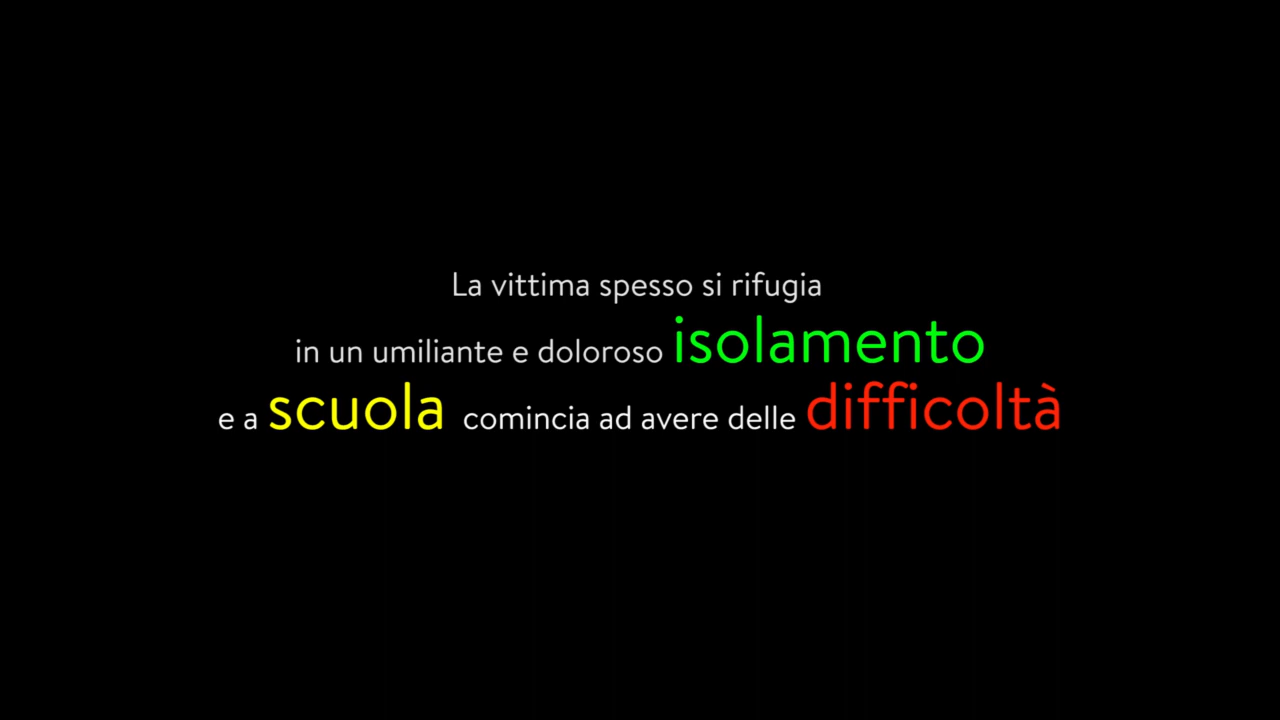 La vittima spesso si rifugia
in un umiliante e doloroso isolamento
e a scuola comincia ad avere delle difficoltà